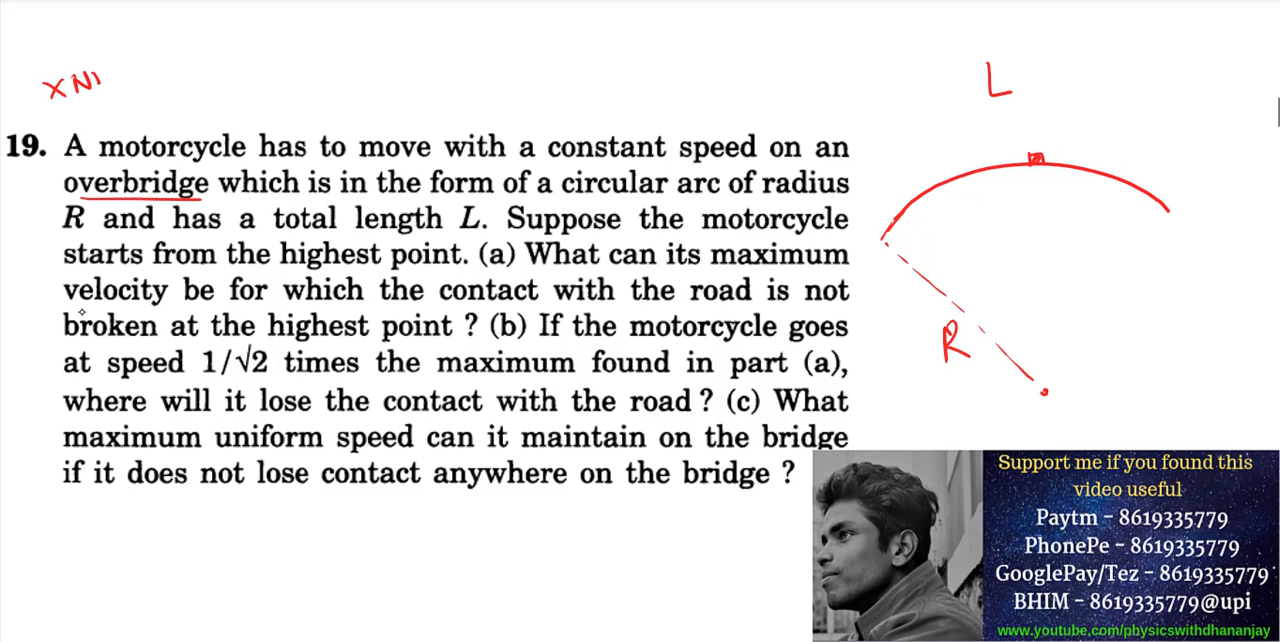 XN1
L
19. A motorcycle has to move with a constant speed on an
overbridge which is in the form of a circular arc of radius
R and has a total length L. Suppose the motorcycle
starts from the highest point. (a) What can its maximum
velocity be for which the contact with the road is not
broken at the highest point ? (b) If the motorcycle goes
at speed 1/√2 times the maximum found in part (a),
where will it lose the contact with the road ? (c) What
maximum uniform speed can it maintain on the bridge
if it does not lose contact anywhere on the bridge ?
R
Support me if you found this
video useful
Paytm - 8619335779
PhonePe - 8619335779
GooglePay/Tez - 8619335779
BHIM - 8619335779@upi
www.youtube.com/physicswithdhananjay